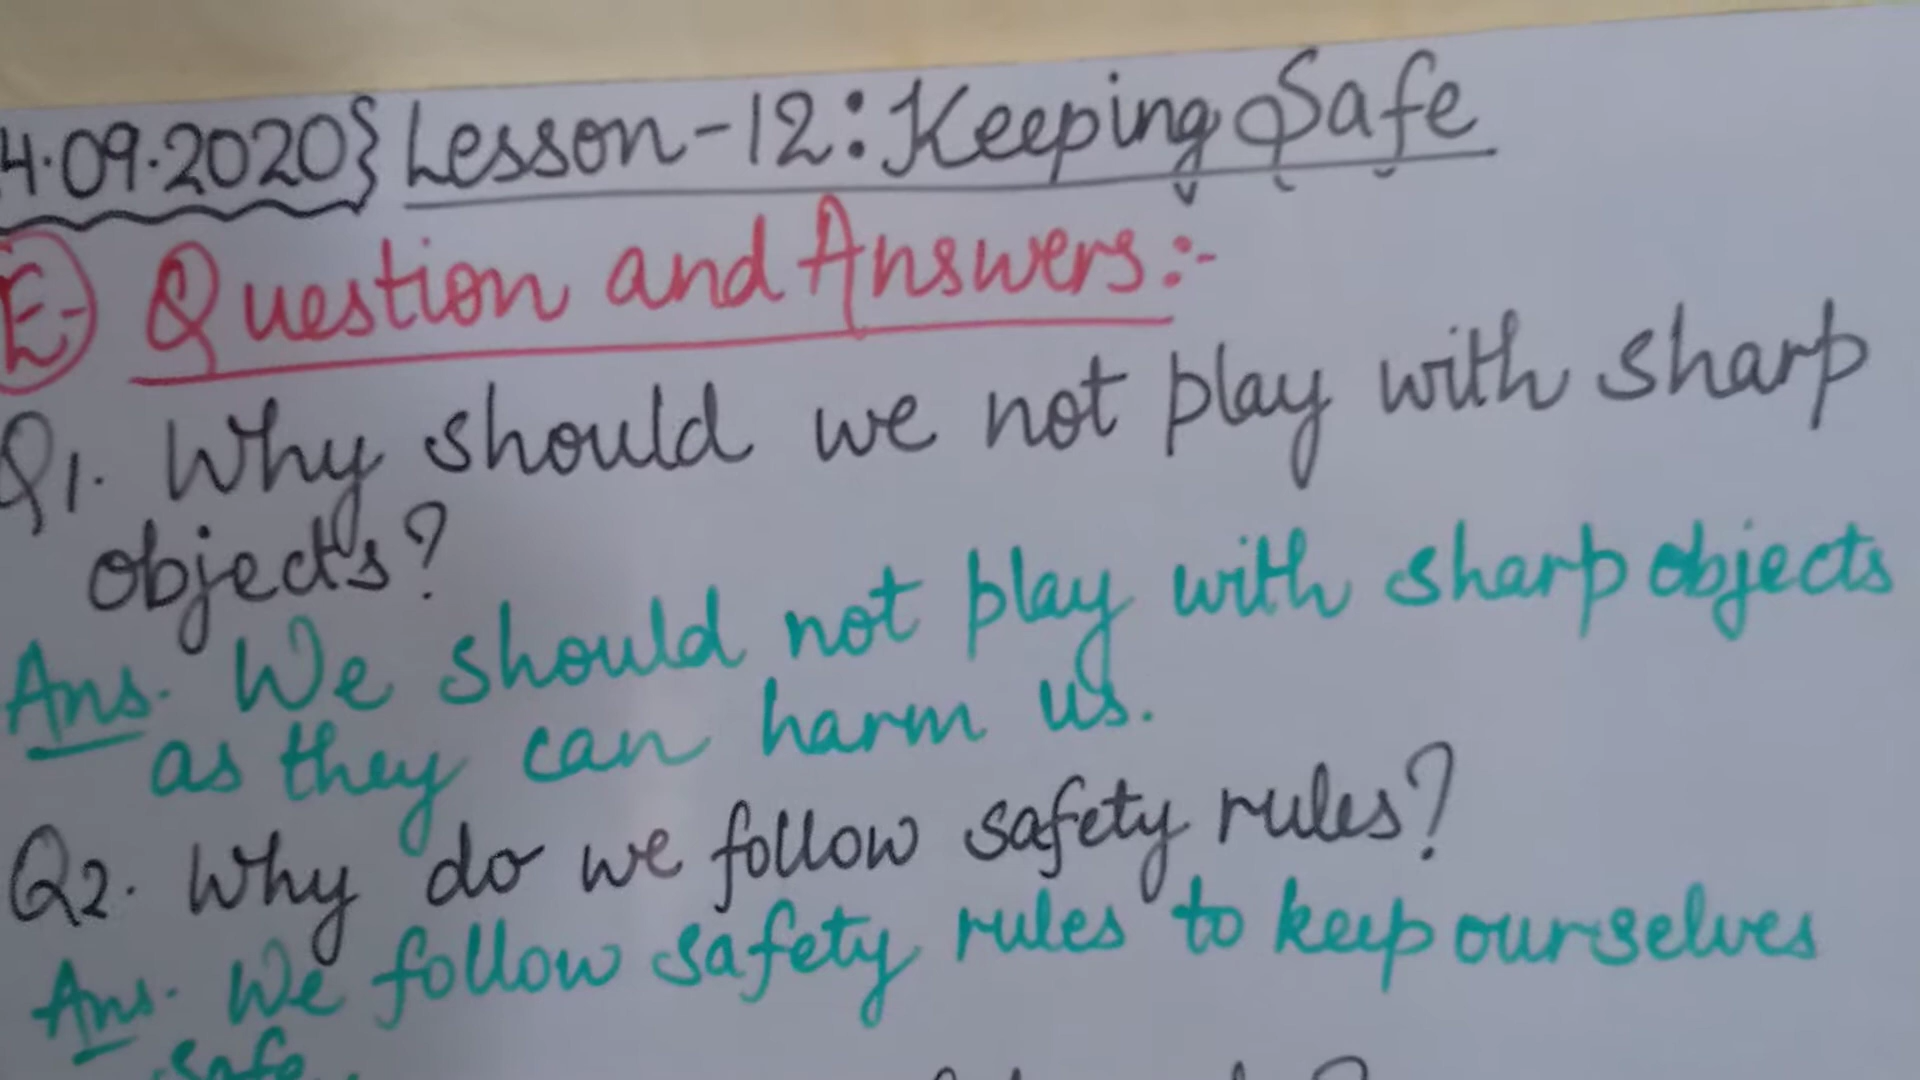 4.09.2020} Lesson-12: Keeping Safe
E-) Question and Answers:-
Q1. Why should we not play with sharp
objects?
Ans. We should not play with sharp objects
as they can harm us.
Q2. Why do we follow safety rules?
Ans. We follow safety rules to keep ourselves
safe.